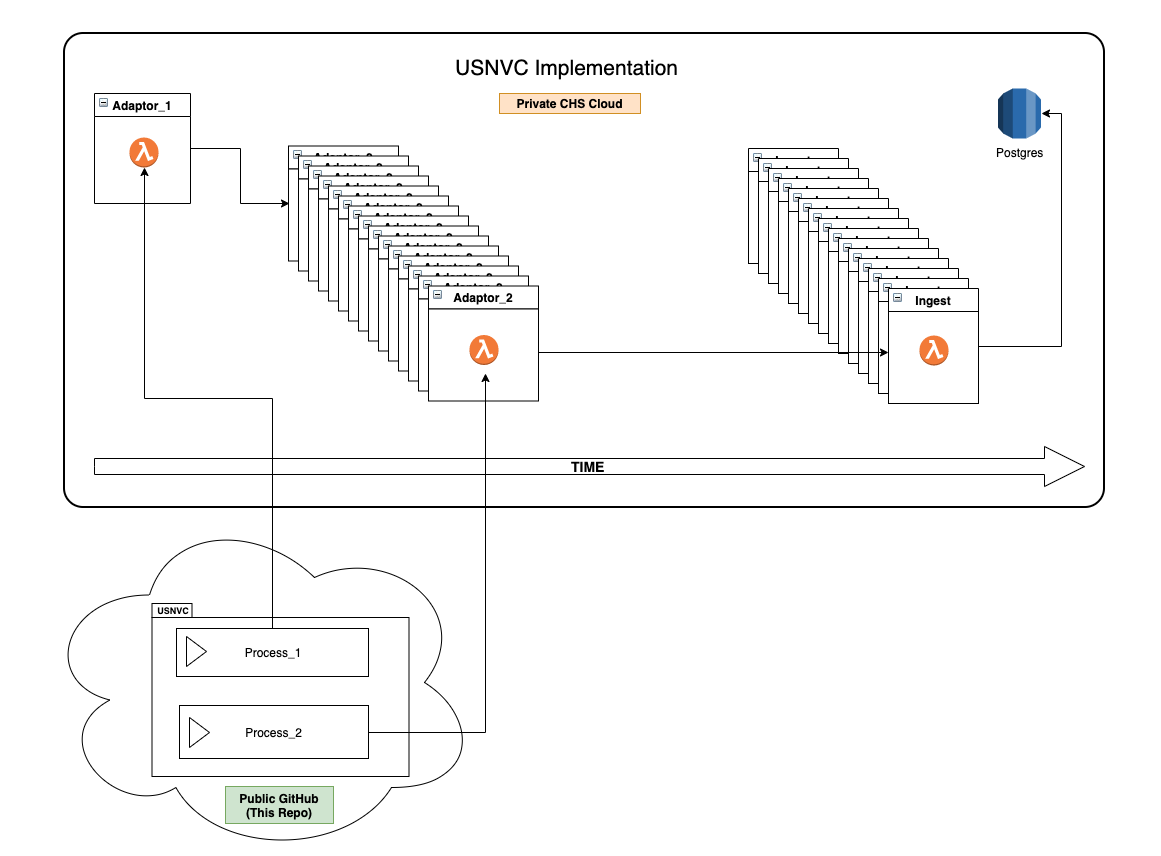 USNVC Implementation
Private CHS Cloud
Adaptor_1
Postgres
Adaptor_2
Ingest
TIME
USNVC
Process_1
Process_2
Public GitHub
(This Repo)